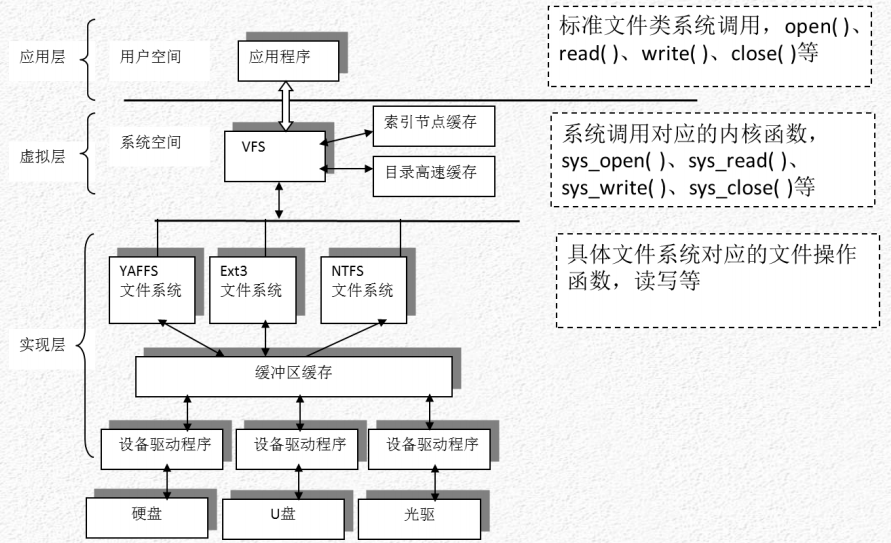 应用层
用户空间
应用程序
标准文件类系统调用，open( )、
read( )、write( )、close( )等
虚拟层
系统空间
VFS
索引节点缓存
目录高速缓存
系统调用对应的内核函数，
sys_open( )、sys_read( )、
sys_write( )、sys_close( )等
实现层
YAFFS
文件系统
Ext3
文件系统
NTFS
文件系统
具体文件系统对应的文件操作
函数，读写等
缓冲区缓存
设备驱动程序
设备驱动程序
设备驱动程序
硬盘
U盘
光驱